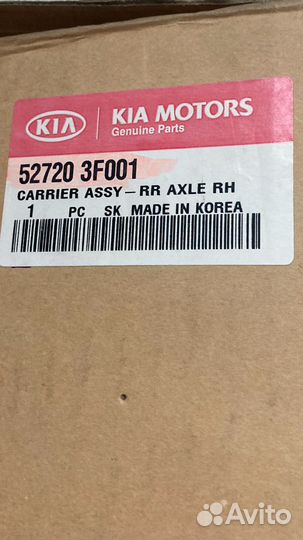 KIA KIA MOTORS
Genuine Parts
52720 3F001
CARRIER ASSY-RR AXLE RH
1 PC SK MADE IN KOREA
Avito